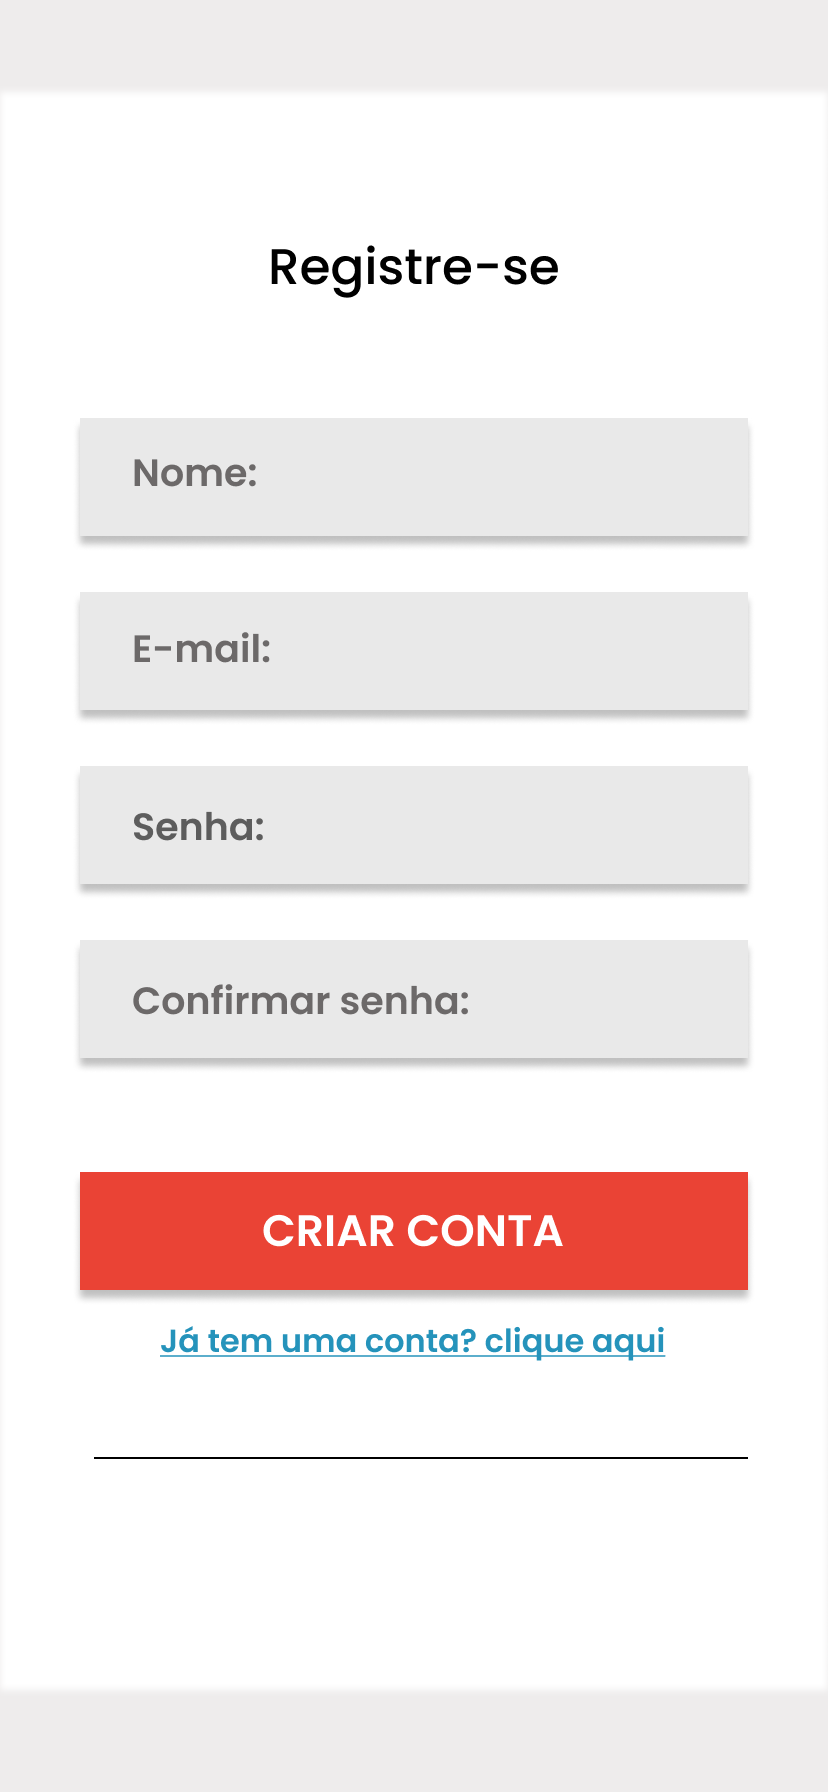 Registre-se
Nome:
E-mail:
Senha:
Confirmar senha:
CRIAR CONTA
Já tem uma conta? clique aqui